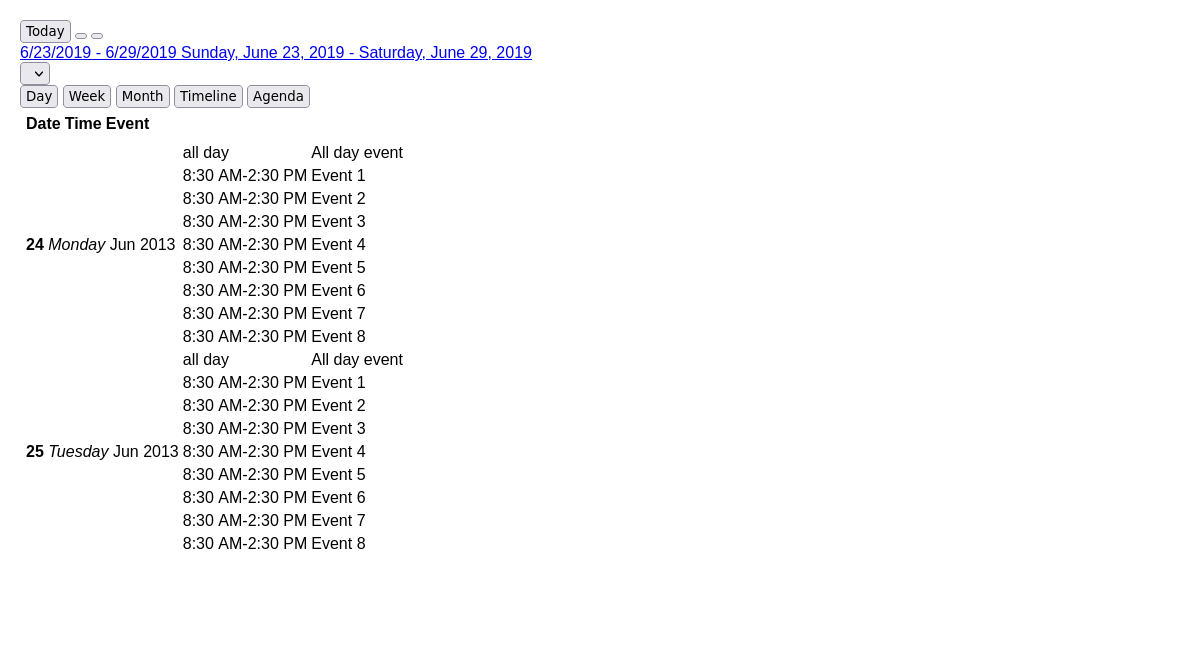 Today
6/23/2019 - 6/29/2019 Sunday, June 23, 2019 - Saturday, June 29, 2019
Day Week Month Timeline Agenda
Date Time Event
all day All day event
8:30 AM-2:30 PM Event 1
8:30 AM-2:30 PM Event 2
8:30 AM-2:30 PM Event 3
24 Monday Jun 2013 8:30 AM-2:30 PM Event 4
8:30 AM-2:30 PM Event 5
8:30 AM-2:30 PM Event 6
8:30 AM-2:30 PM Event 7
8:30 AM-2:30 PM Event 8
all day All day event
8:30 AM-2:30 PM Event 1
8:30 AM-2:30 PM Event 2
8:30 AM-2:30 PM Event 3
25 Tuesday Jun 2013 8:30 AM-2:30 PM Event 4
8:30 AM-2:30 PM Event 5
8:30 AM-2:30 PM Event 6
8:30 AM-2:30 PM Event 7
8:30 AM-2:30 PM Event 8